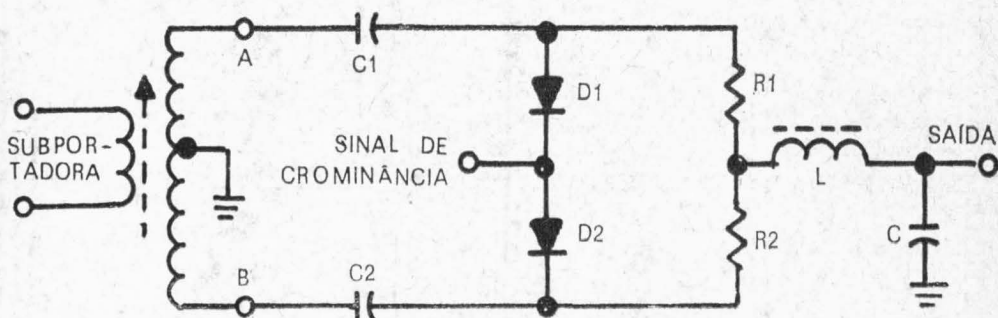 A
C1
D1
R1
SUBPOR-
TADORA
SINAL DE
CROMINÂNCIA
SAÍDA
L
B
C2
D2
R2
C